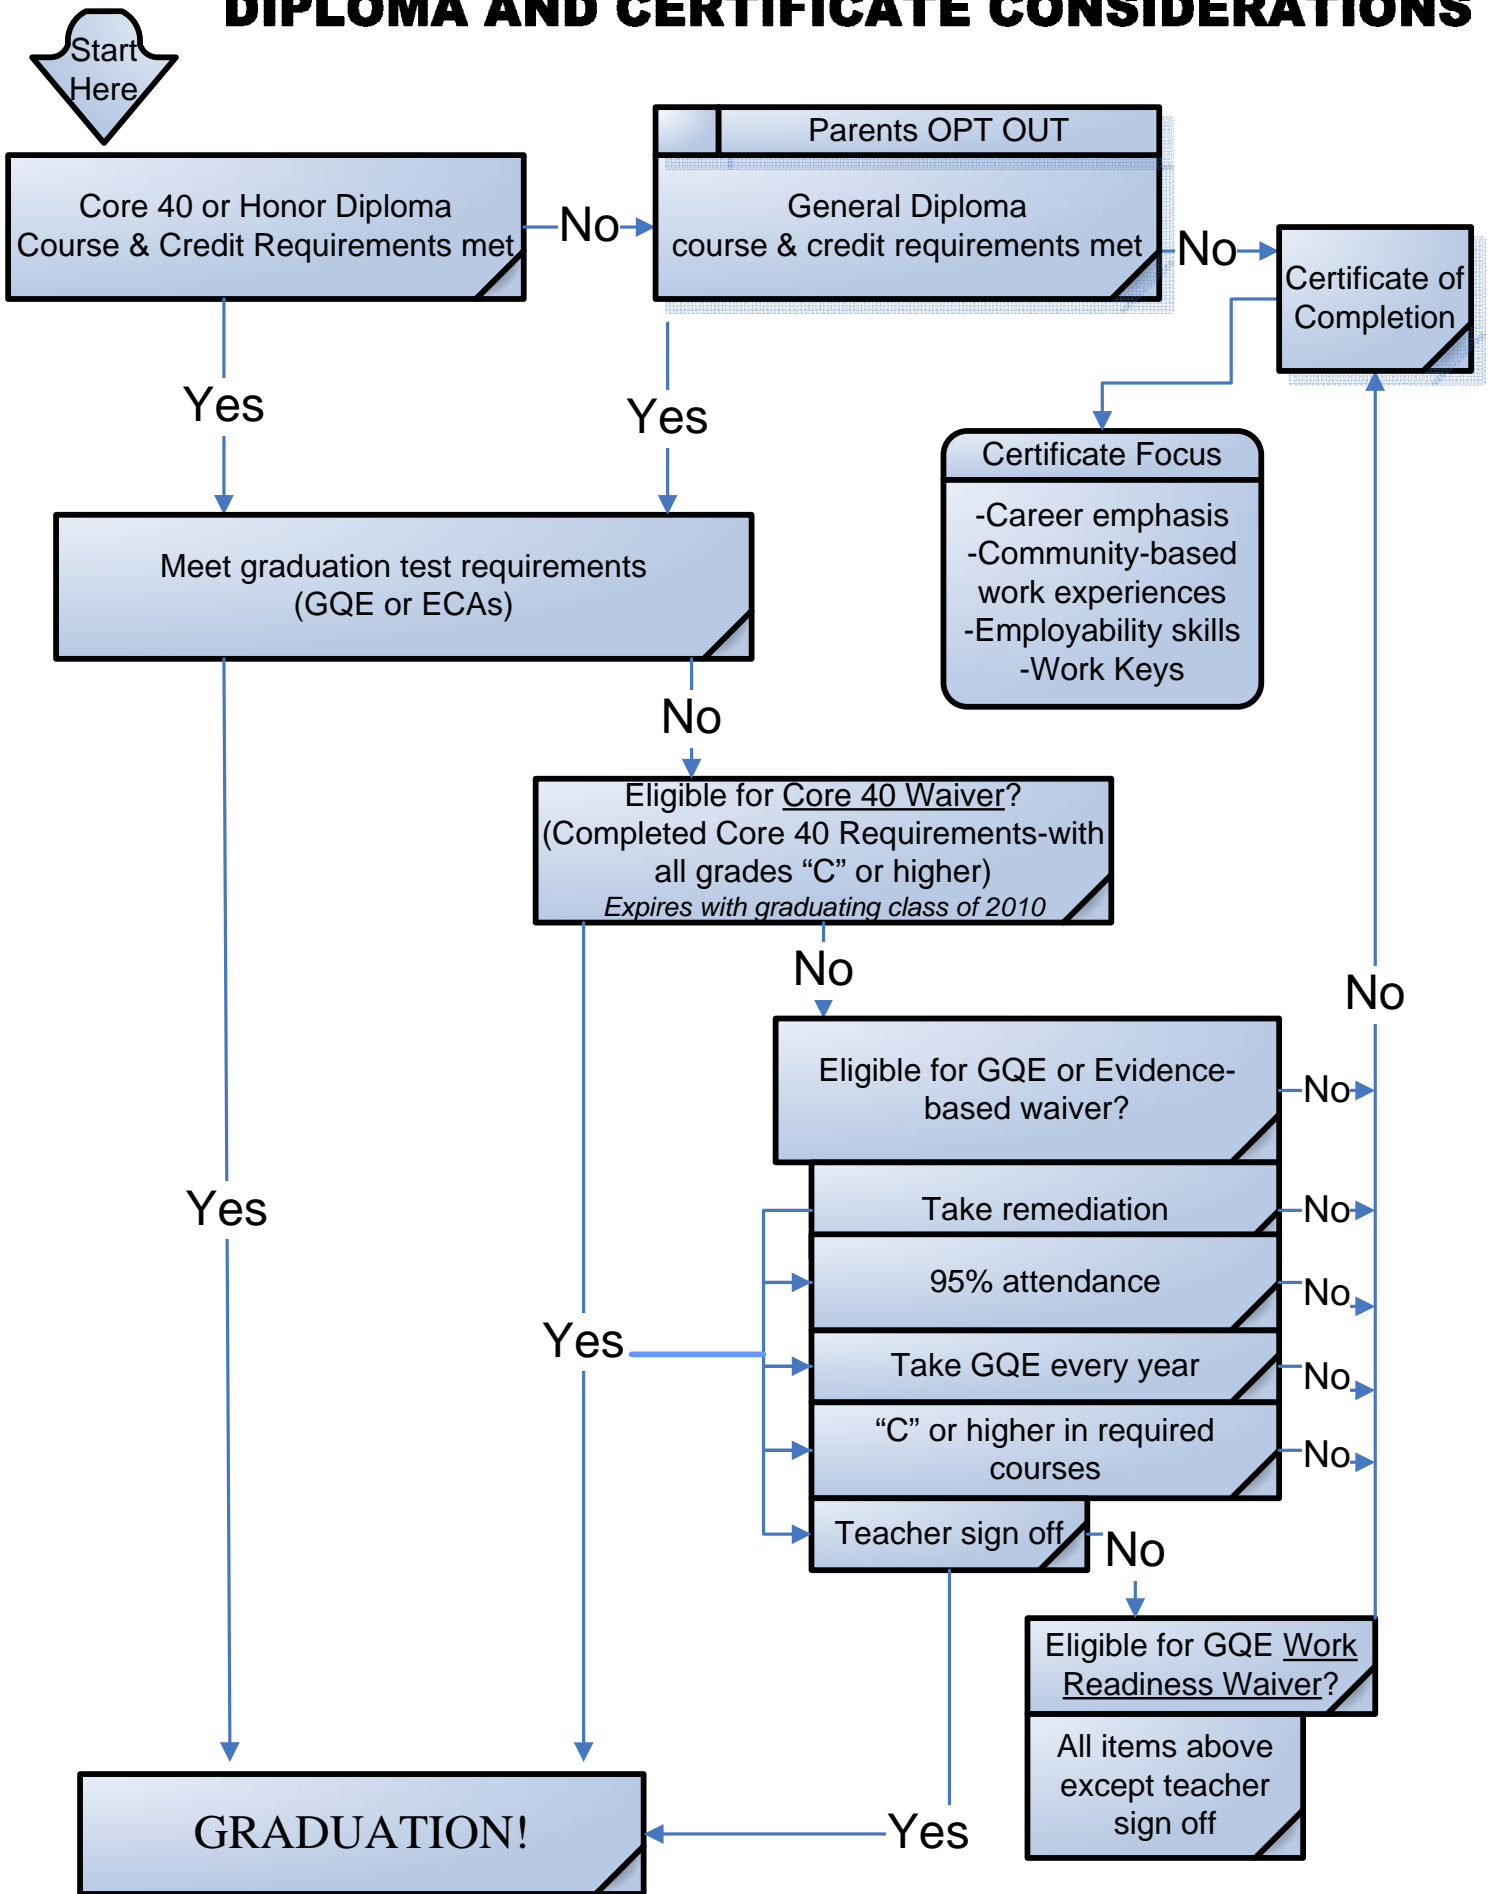 DIPLOMA AND CERTIFICATE CONSIDERATIONS
Start
Here
Parents OPT OUT
Core 40 or Honor Diploma
Course & Credit Requirements met
No
General Diploma
course & credit requirements met
No
Certificate of
Completion
Yes
Yes
Certificate Focus
-Career emphasis
-Community-based
work experiences
-Employability skills
-Work Keys
Meet graduation test requirements
(GQE or ECAs)
No
Eligible for Core 40 Waiver?
(Completed Core 40 Requirements-with
all grades “C” or higher)
Expires with graduating class of 2010
No
No
Eligible for GQE or Evidence-
based waiver?
No
Yes
Take remediation
No
95% attendance
No
Yes
Take GQE every year
No
“C” or higher in required
courses
No
Teacher sign off
No
Eligible for GQE Work
Readiness Waiver?
All items above
except teacher
sign off
Yes
GRADUATION!